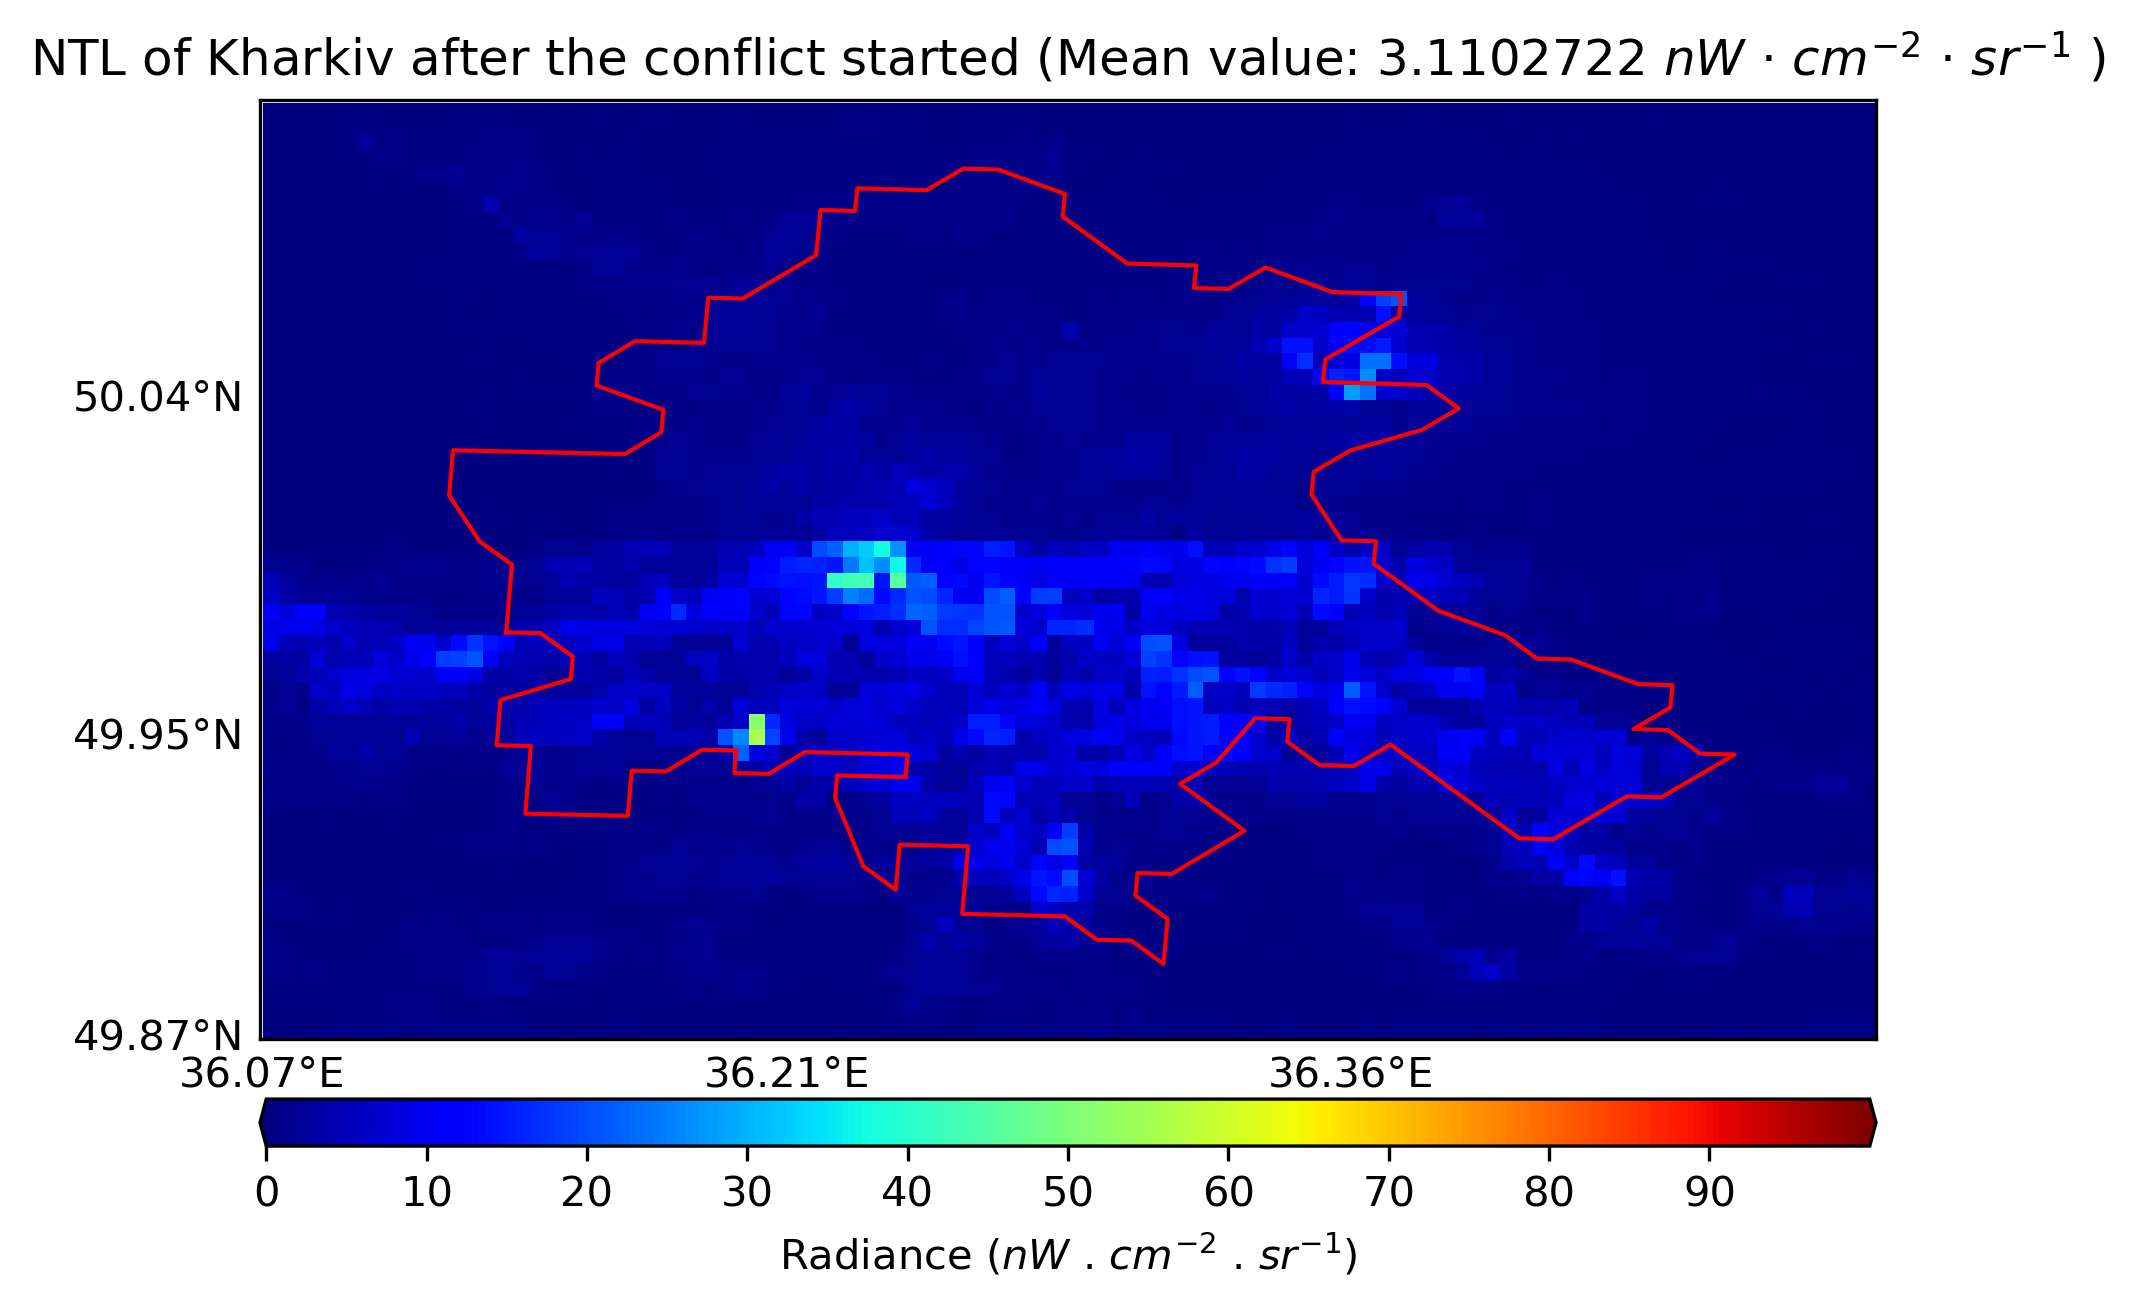 NTL of Kharkiv after the conflict started (Mean value: 3.1102722 nW · cm⁻² · sr⁻¹ )
50.04°N
49.95°N
49.87°N
36.07°E 36.21°E 36.36°E
0 10 20 30 40 50 60 70 80 90
Radiance (nW . cm⁻² . sr⁻¹)